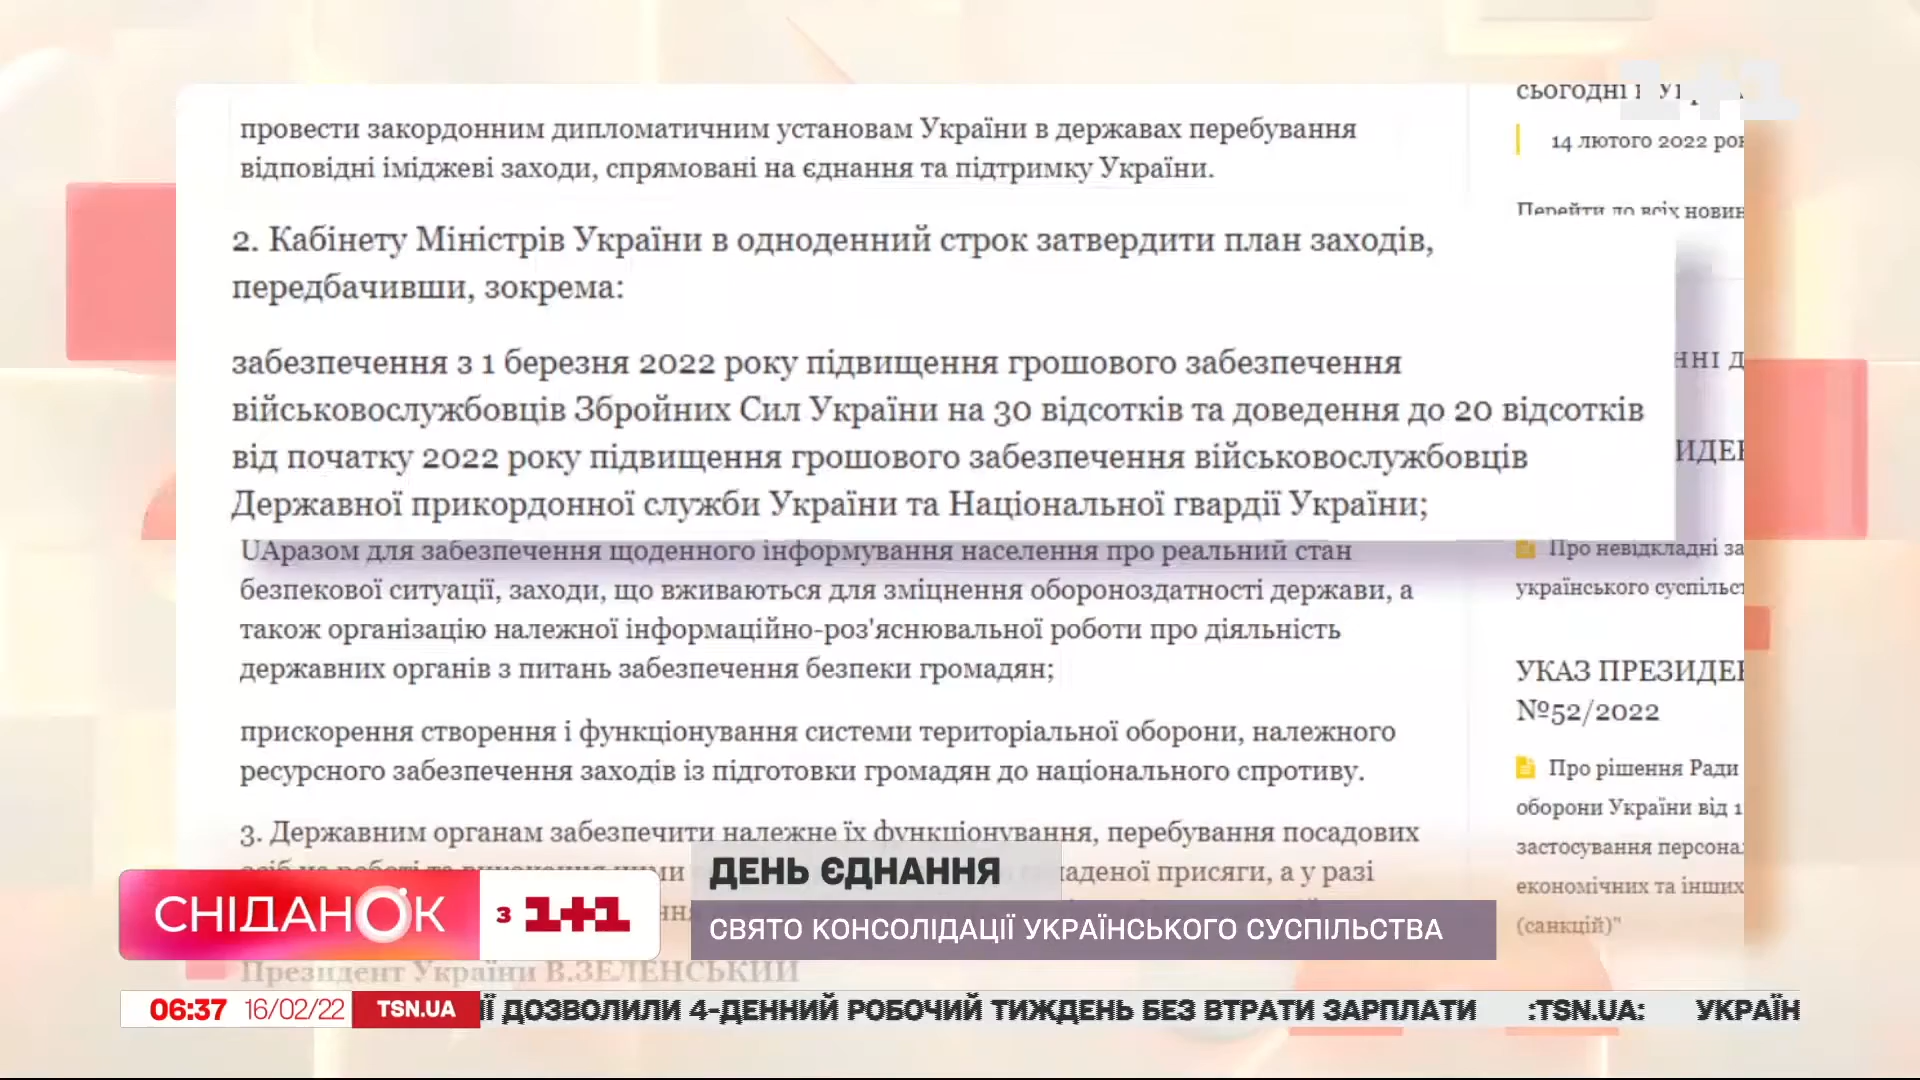 1+1
провести закордонним дипломатичним установам України в державах перебування
відповідні іміджеві заходи, спрямовані на єднання та підтримку України.
2. Кабінету Міністрів України в одноденний строк затвердити план заходів,
передбачивши, зокрема:
забезпечення з 1 березня 2022 року підвищення грошового забезпечення
військовослужбовців Збройних Сил України на 30 відсотків та доведення до 20 відсотків
від початку 2022 року підвищення грошового забезпечення військовослужбовців
Державної прикордонної служби України та Національної гвардії України;
UAразом для забезпечення щоденного інформування населення про реальний стан
безпекової ситуації, заходи, що вживаються для зміцнення обороноздатності держави, а
також організацію належної інформаційно-роз'яснювальної роботи про діяльність
державних органів з питань забезпечення безпеки громадян;
прискорення створення і функціонування системи територіальної оборони, належного
ресурсного забезпечення заходів із підготовки громадян до національного спротиву.
3. Державним органам забезпечити належне їх функціонування, перебування посадових
присяги, а у разі
Президент України В.ЗЕЛЕНСЬКИЙ
сьогодні
14 лютого 2022
Перейти до всіх новин
Про невідкладні
українського
УКАЗ
№52/2022
Про рішення Ради
оборони України від
застосування
економічних та інших
(санкцій)"
ДЕНЬ ЄДНАННЯ
СВЯТО КОНСОЛІДАЦІЇ УКРАЇНСЬКОГО СУСПІЛЬСТВА
СНІДАНОК з 1+1
06:37 16/02/22 TSN.UA ДОЗВОЛИЛИ 4-ДЕННИЙ РОБОЧИЙ ТИЖДЕНЬ БЕЗ ВТРАТИ ЗАРПЛАТИ :TSN.UA: УКРАЇН